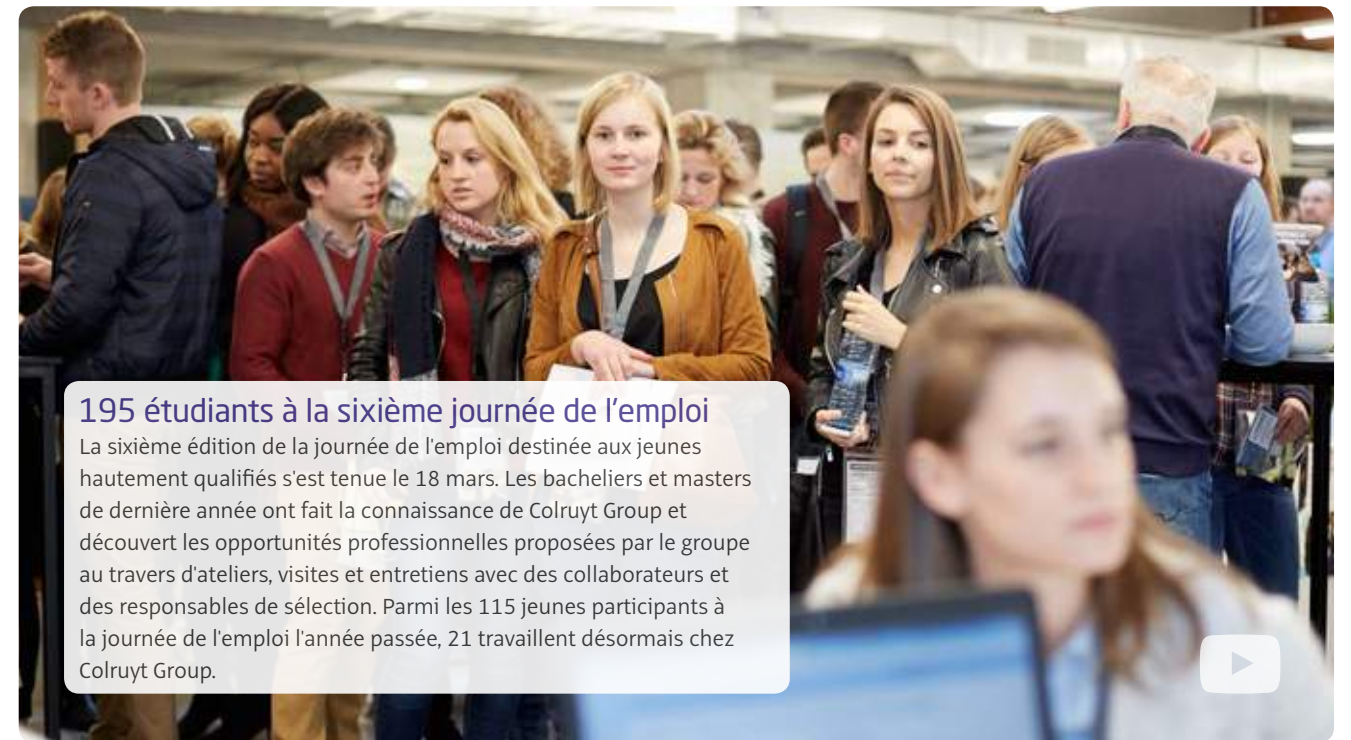 195 étudiants à la sixième journée de l'emploi
La sixième édition de la journée de l'emploi destinée aux jeunes
hautement qualifiés s'est tenue le 18 mars. Les bacheliers et masters
de dernière année ont fait la connaissance de Colruyt Group et
découvert les opportunités professionnelles proposées par le groupe
au travers d'ateliers, visites et entretiens avec des collaborateurs et
des responsables de sélection. Parmi les 115 jeunes participants à
la journée de l'emploi l'année passée, 21 travaillent désormais chez
Colruyt Group.